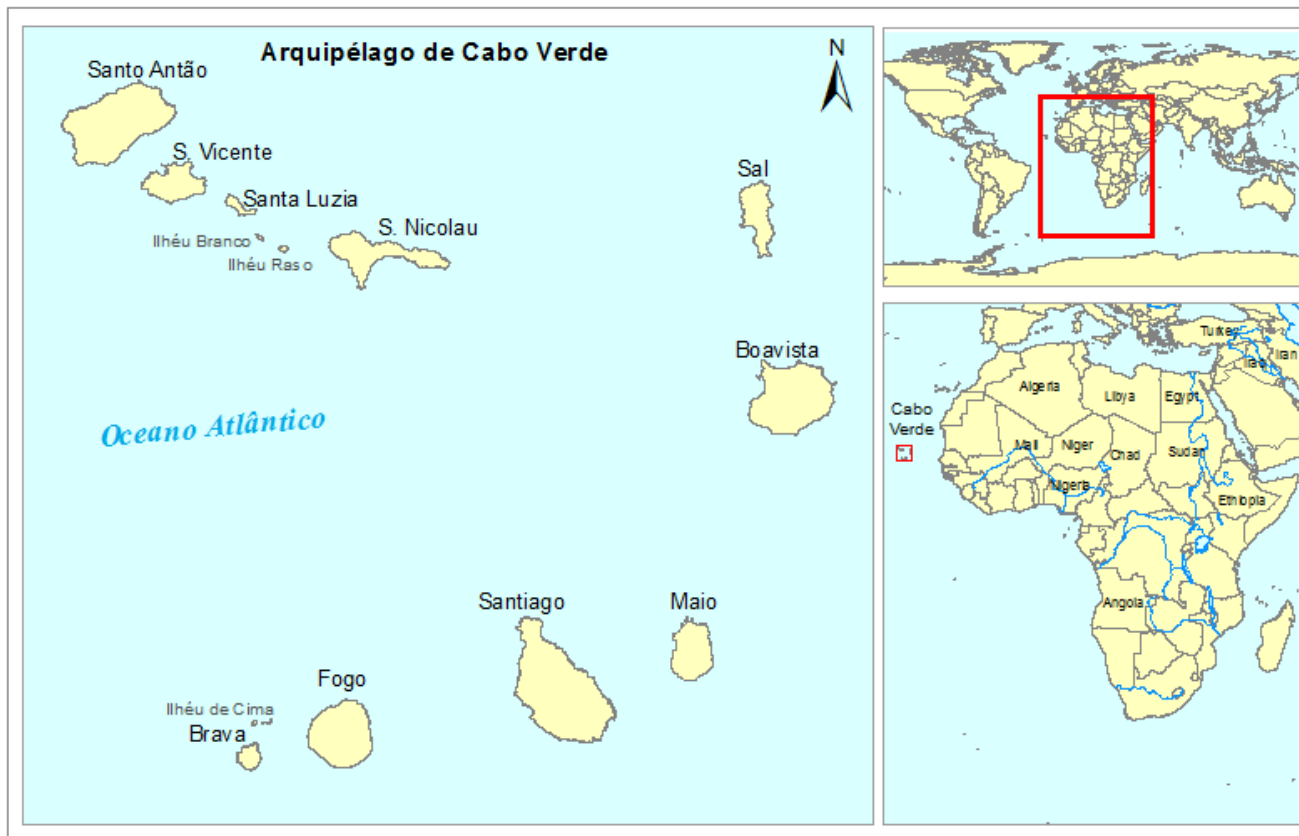 Arquipélago de Cabo Verde
N
Santo Antão
S. Vicente
Santa Luzia
Ilhéu Branco
Ilhéu Raso
S. Nicolau
Sal
Boavista
Oceano Atlântico
Santiago
Maio
Fogo
Ilhéu de Cima
Brava
Turkey
Iraq
Iran
Algeria
Libya
Egypt
Cabo
Verde
Mali
Niger
Chad
Sudan
Nigeria
Ethiopia
Angola